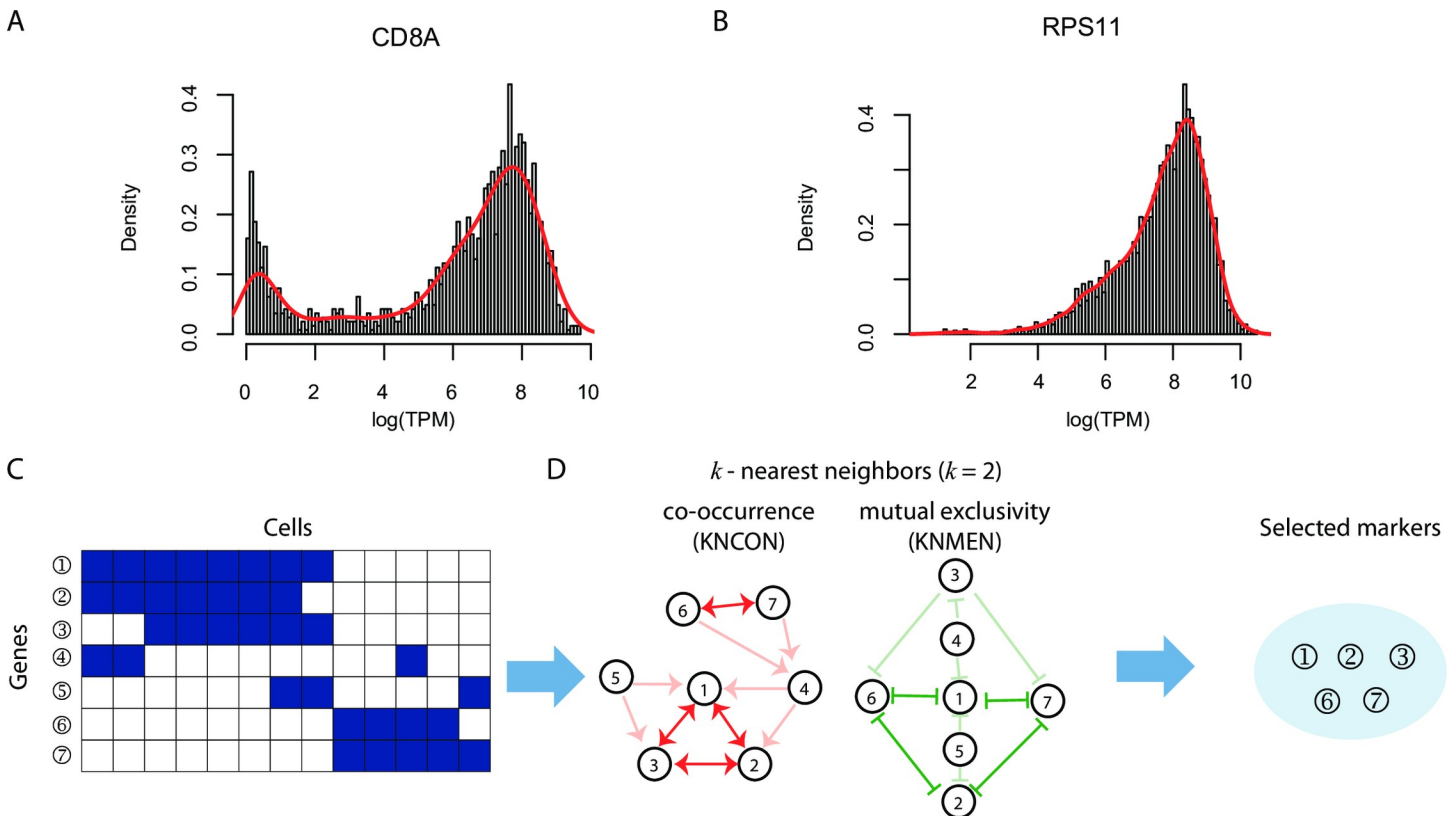 A
CD8A
Density
0.0
0.1
0.2
0.3
0.4
0
2
4
6
8
10
log(TPM)
B
RPS11
Density
0.0
0.2
0.4
2
4
6
8
10
log(TPM)
C
Cells
Genes
①
②
③
④
⑤
⑥
⑦
D
k - nearest neighbors (k = 2)
co-occurrence
(KNCON)
6
7
5
1
4
3
2
mutual exclusivity
(KNMEN)
3
4
6
1
7
5
2
Selected markers
① ② ③
⑥ ⑦